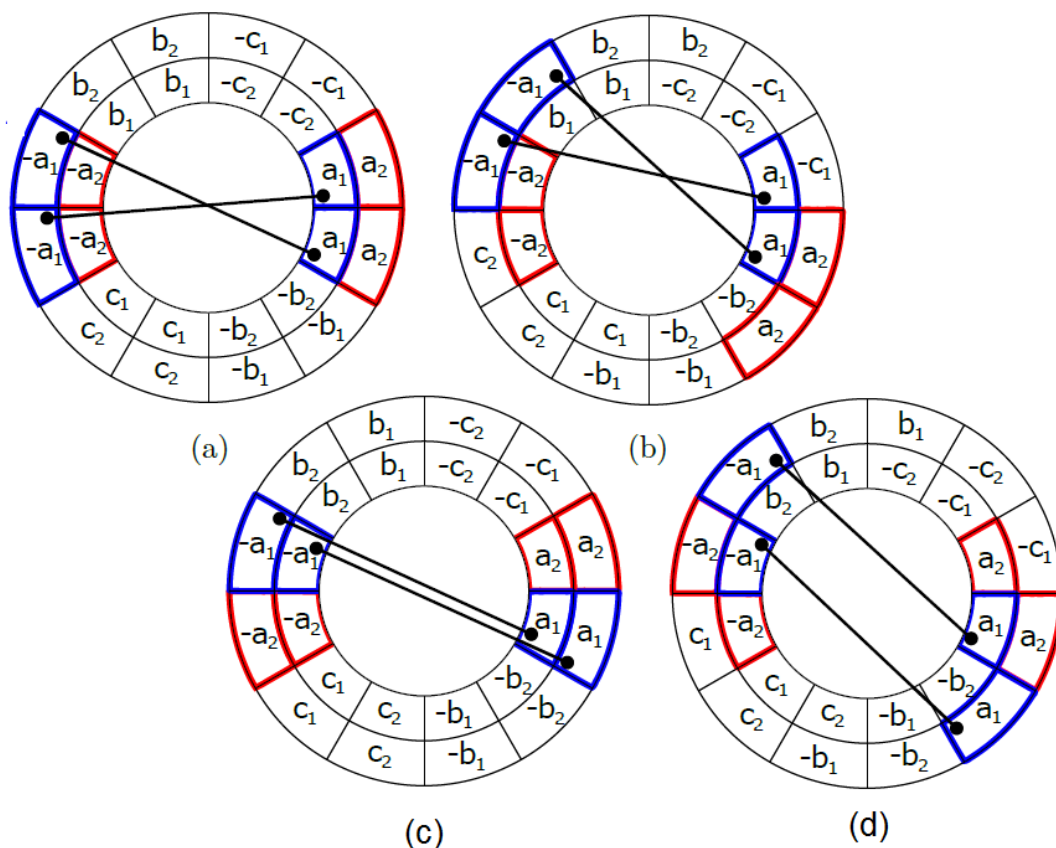 b₂ -c₁
b₂ b₁ -c₂ -c₁
b₁ -c₂
-a₁ -a₂ a₁ a₂
-a₁ -a₂ a₁ a₂
c₁ -b₂
c₂ c₁ -b₂ -b₁
c₂ -b₁
(a)
b₂ b₂
-a₁ b₁ -c₂ -c₁
b₁ -c₂
-a₁ -a₂ a₁ -c₁
c₂ -a₂ a₁ a₂
c₁ -b₂
c₂ c₁ -b₂ a₂
-b₁ -b₁
(b)
b₁ -c₂
b₂ b₁ -c₂ -c₁
b₂ -c₁
-a₁ -a₁ a₂ a₂
-a₂ -a₂ a₁ a₁
c₁ -b₂
c₁ c₂ -b₁ -b₂
c₂ -b₁
(c)
b₂ b₁
-a₁ b₁ -c₂ -c₂
b₂ -c₁
-a₂ -a₁ a₂ -c₁
c₁ -a₂ a₁ a₂
c₁ -b₂
c₂ c₂ -b₁ a₁
-b₁ -b₂
(d)